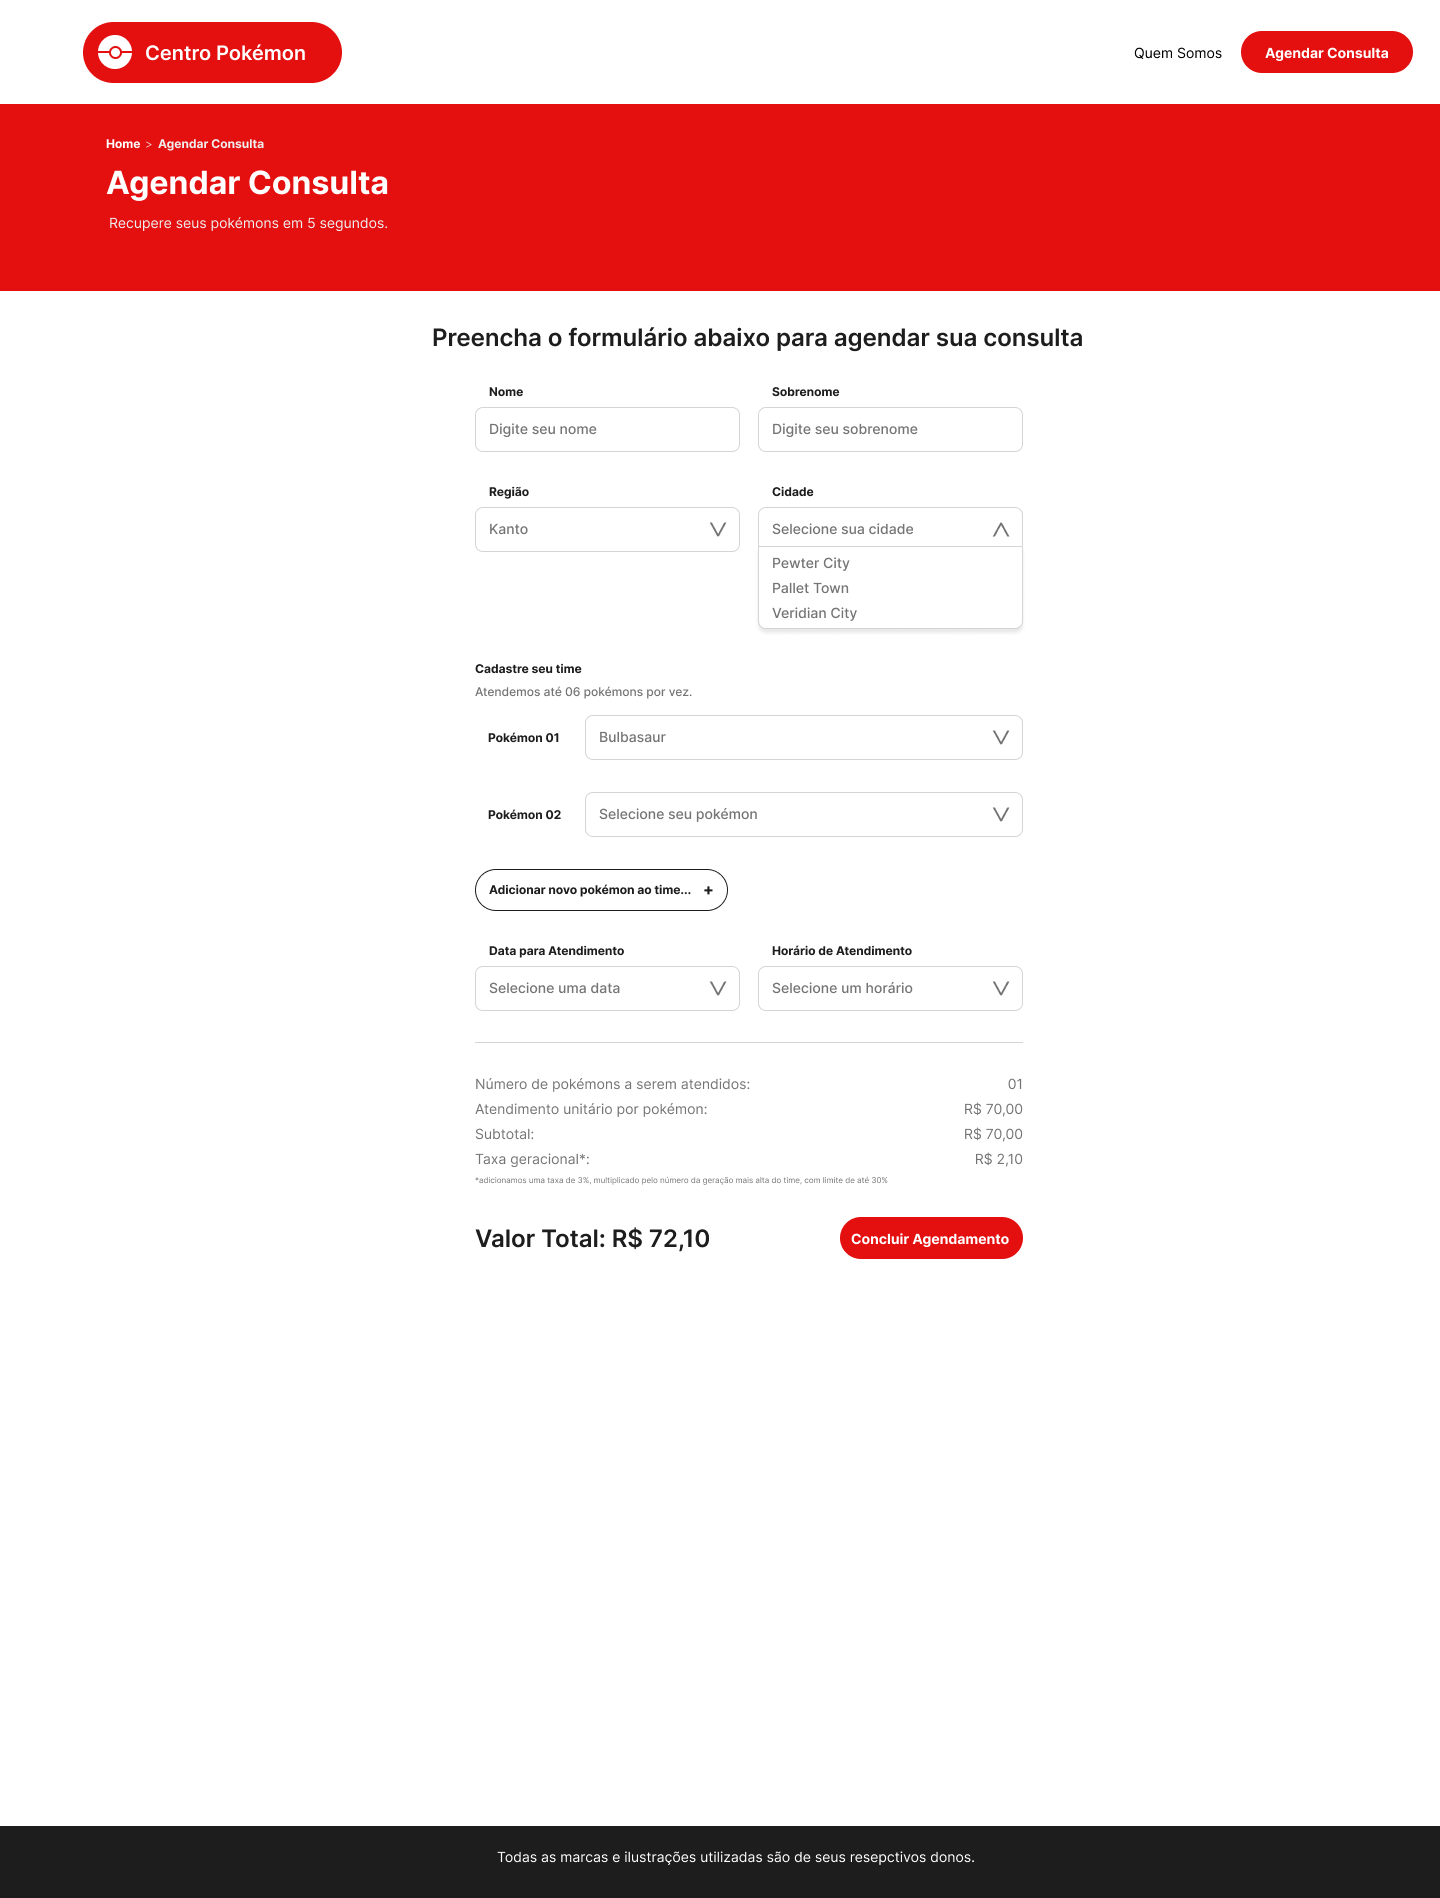 Centro Pokémon
Quem Somos
Agendar Consulta
Home > Agendar Consulta
Agendar Consulta
Recupere seus pokémons em 5 segundos.
Preencha o formulário abaixo para agendar sua consulta
Nome
Sobrenome
Digite seu nome
Digite seu sobrenome
Região
Cidade
Kanto
Selecione sua cidade
Pewter City
Pallet Town
Veridian City
Cadastre seu time
Atendemos até 06 pokémons por vez.
Pokémon 01
Bulbasaur
Pokémon 02
Selecione seu pokémon
Adicionar novo pokémon ao time... +
Data para Atendimento
Horário de Atendimento
Selecione uma data
Selecione um horário
Número de pokémons a serem atendidos: 01
Atendimento unitário por pokémon: R$ 70,00
Subtotal: R$ 70,00
Taxa geracional*: R$ 2,10
*adicionamos uma taxa de 3%, multiplicado pelo número da geração mais alta do time, com limite de até 30%
Valor Total: R$ 72,10
Concluir Agendamento
Todas as marcas e ilustrações utilizadas são de seus resepctivos donos.